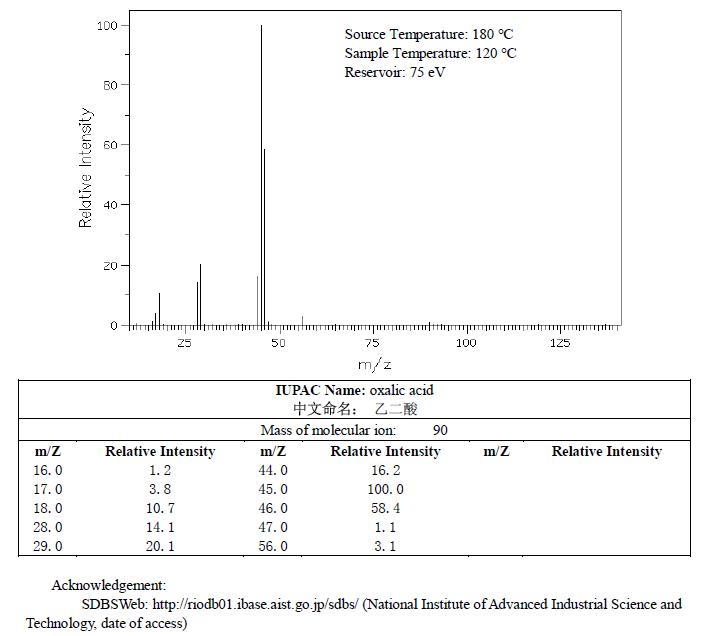 Source Temperature: 180 °C
Sample Temperature: 120 °C
Reservoir: 75 eV
100
80
60
40
20
0
Relative Intensity
25 50 75 100 125
m/z
IUPAC Name: oxalic acid
中文命名: 乙二酸
Mass of molecular ion: 90
m/Z Relative Intensity m/Z Relative Intensity m/Z Relative Intensity
16.0 1.2 44.0 16.2
17.0 3.8 45.0 100.0
18.0 10.7 46.0 58.4
28.0 14.1 47.0 1.1
29.0 20.1 56.0 3.1
Acknowledgement:
SDBSWeb: http://riodb01.ibase.aist.go.jp/sdbs/ (National Institute of Advanced Industrial Science and
Technology, date of access)